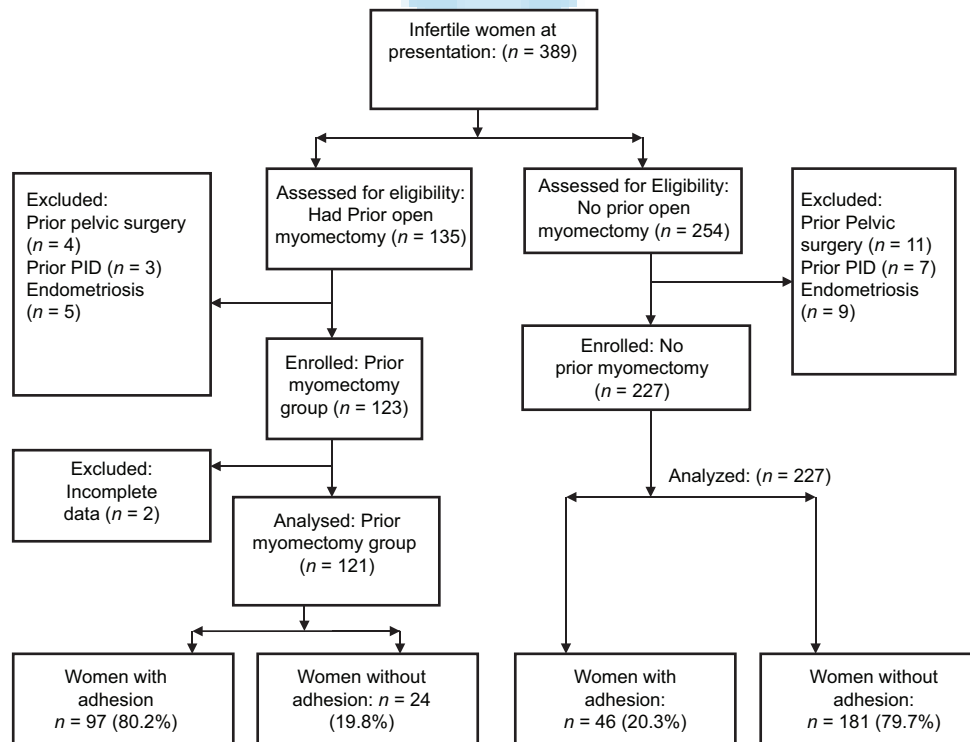 Infertile women at
presentation: (n = 389)
Assessed for eligibility:
Had Prior open
myomectomy (n = 135)
Assessed for Eligibility:
No prior open
myomectomy (n = 254)
Excluded:
Prior pelvic surgery
(n = 4)
Prior PID (n = 3)
Endometriosis
(n = 5)
Excluded:
Prior Pelvic
surgery (n = 11)
Prior PID (n = 7)
Endometriosis
(n = 9)
Enrolled: Prior
myomectomy
group (n = 123)
Enrolled: No
prior myomectomy
(n = 227)
Excluded:
Incomplete
data (n = 2)
Analyzed: (n = 227)
Analysed: Prior
myomectomy group
(n = 121)
Women with
adhesion
n = 97 (80.2%)
Women without
adhesion: n = 24
(19.8%)
Women with
adhesion:
n = 46 (20.3%)
Women without
adhesion:
n = 181 (79.7%)